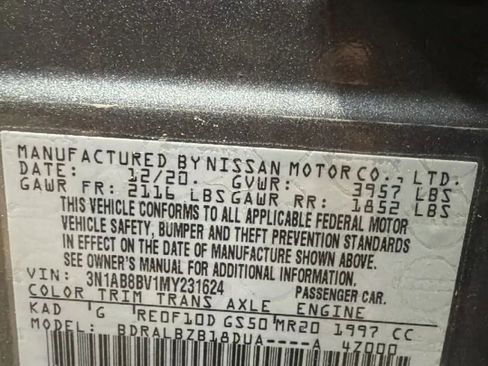 MANUFACTURED BY NISSAN MOTOR CO., LTD.
DATE: 12/20. GVWR: 3957 LBS
GAWR FR: 2116 LBS GAWR RR: 1852 LBS
THIS VEHICLE CONFORMS TO ALL APPLICABLE FEDERAL MOTOR
VEHICLE SAFETY, BUMPER AND THEFT PREVENTION STANDARDS
IN EFFECT ON THE DATE OF MANUFACTURE SHOWN ABOVE.
SEE OWNER'S MANUAL FOR ADDITIONAL INFORMATION.
VIN: 3N1AB8BV1MY231624 PASSENGER CAR.
COLOR TRIM TRANS AXLE ENGINE
KAD G RE0F10D GS50 MR20 1997 CC
MODEL: BDRALBZB18DUA----A 47000